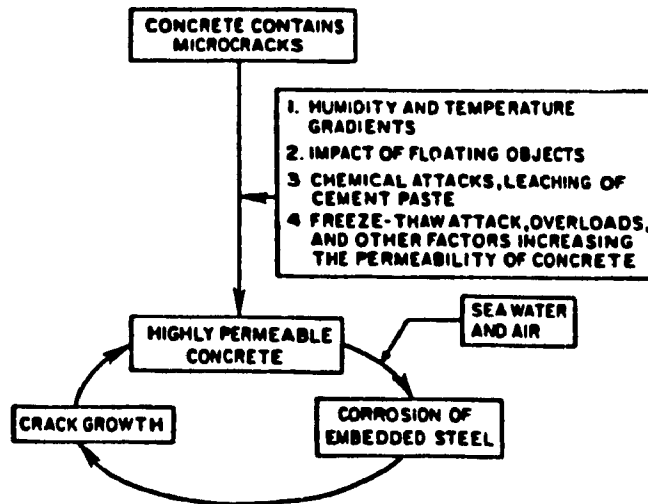 CONCRETE CONTAINS
MICROCRACKS
1. HUMIDITY AND TEMPERATURE
GRADIENTS
2. IMPACT OF FLOATING OBJECTS
3 CHEMICAL ATTACKS, LEACHING OF
CEMENT PASTE
4 FREEZE-THAW ATTACK, OVERLOADS,
AND OTHER FACTORS INCREASING
THE PERMEABILITY OF CONCRETE
SEA WATER
AND AIR
HIGHLY PERMEABLE
CONCRETE
CRACK GROWTH
CORROSION OF
EMBEDDED STEEL